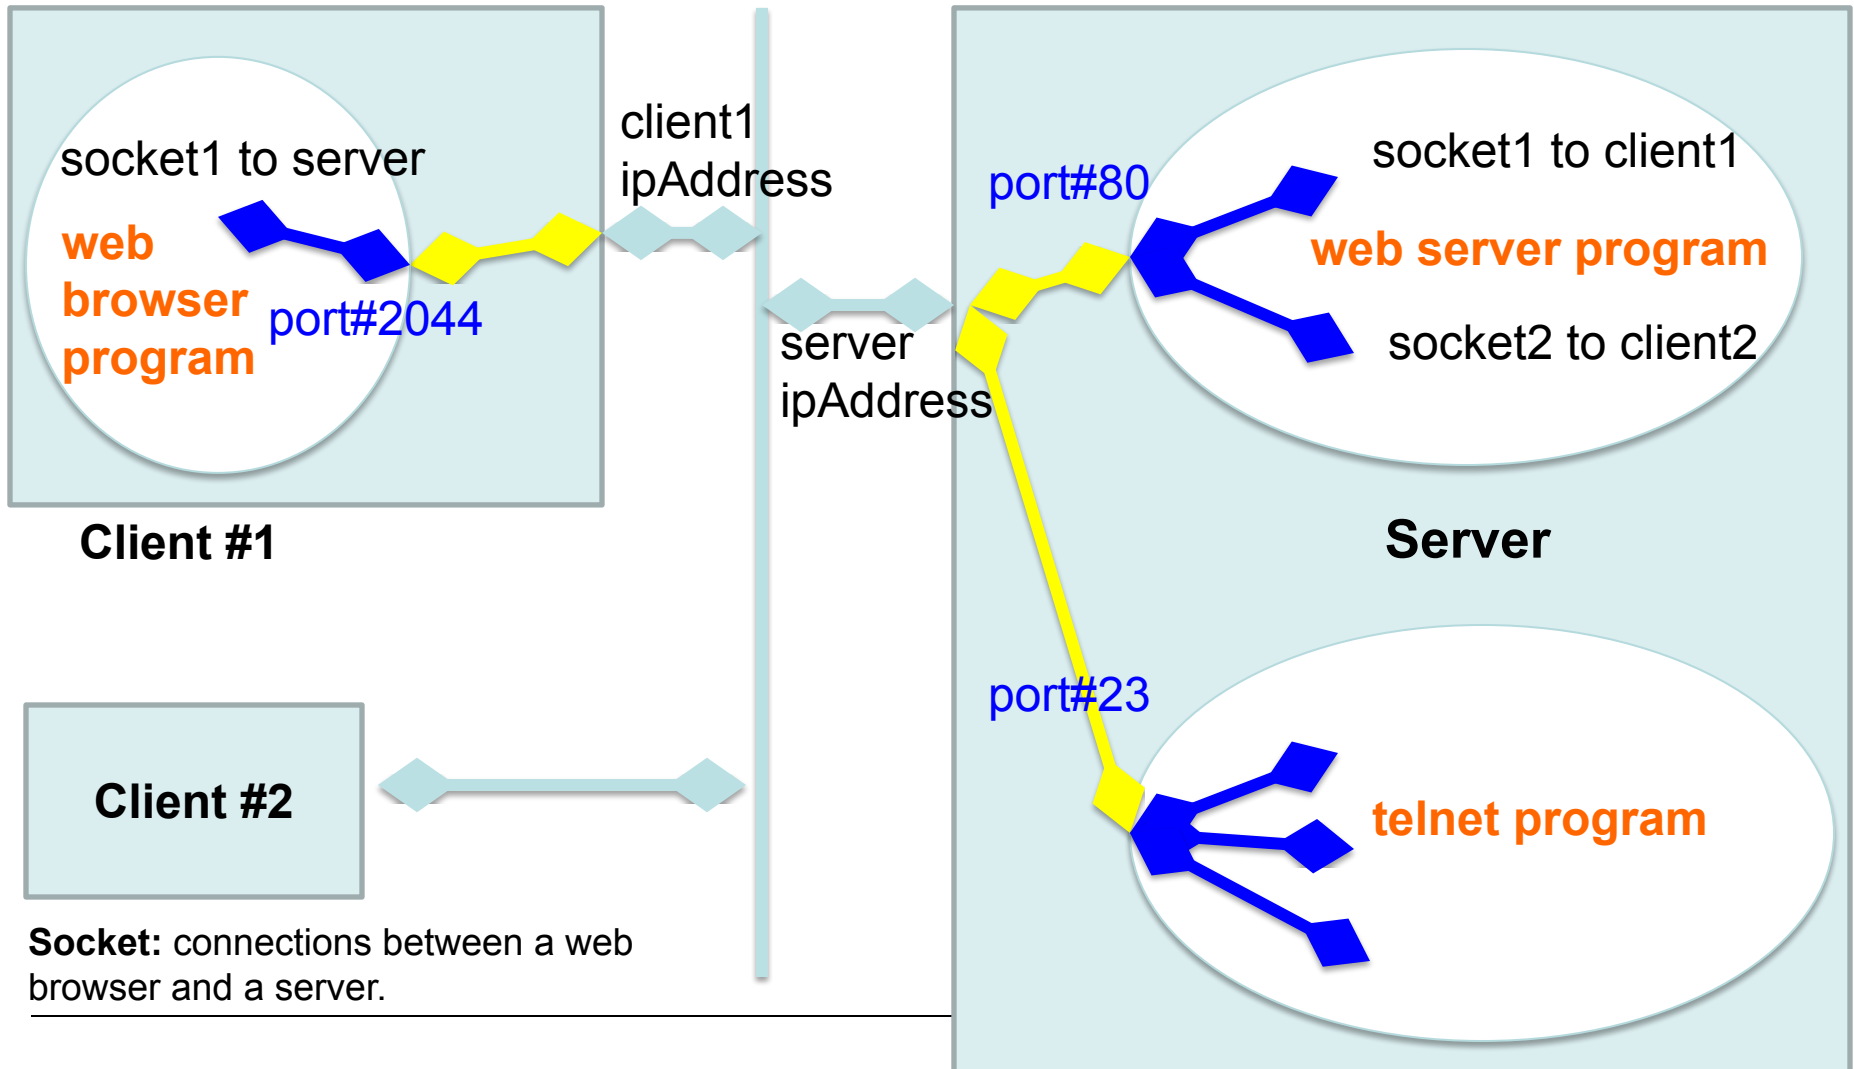 socket1 to server
web
browser
program
port#2044
Client #1
client1
ipAddress
server
ipAddress
port#80
socket1 to client1
web server program
socket2 to client2
Server
port#23
telnet program
Client #2
Socket: connections between a web
browser and a server.